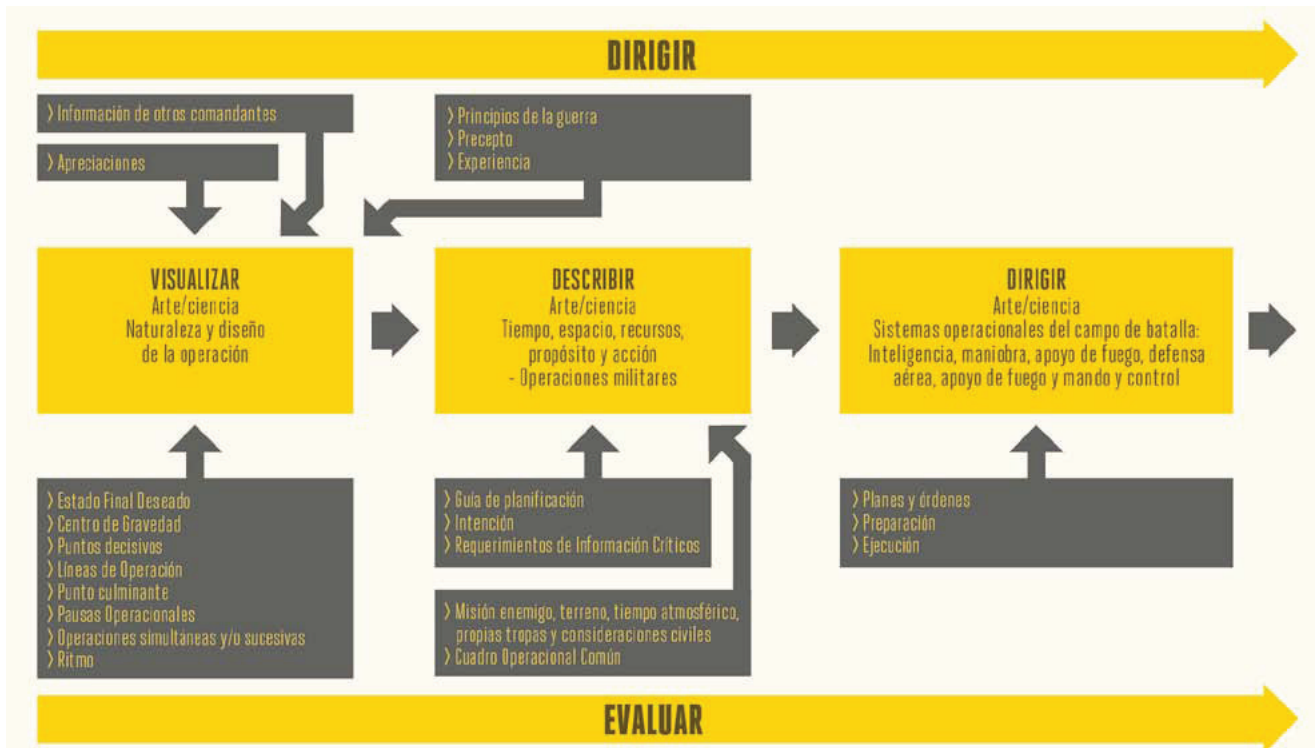 DIRIGIR
> Información de otros comandantes
> Apreciaciones
> Principios de la guerra
> Precepto
> Experiencia
VISUALIZAR
Arte/ciencia
Naturaleza y diseño
de la operación
DESCRIBIR
Arte/ciencia
Tiempo, espacio, recursos,
propósito y acción
- Operaciones militares
DIRIGIR
Arte/ciencia
Sistemas operacionales del campo de batalla:
Inteligencia, maniobra, apoyo de fuego, defensa
aérea, apoyo de fuego y mando y control
> Estado Final Deseado
> Centro de Gravedad
> Puntos decisivos
> Líneas de Operación
> Punto culminante
> Pausas Operacionales
> Operaciones simultáneas y/o sucesivas
> Ritmo
> Guía de planificación
> Intención
> Requerimientos de Información Críticos
> Misión enemigo, terreno, tiempo atmosférico,
propias tropas y consideraciones civiles
> Cuadro Operacional Común
> Planes y órdenes
> Preparación
> Ejecución
EVALUAR